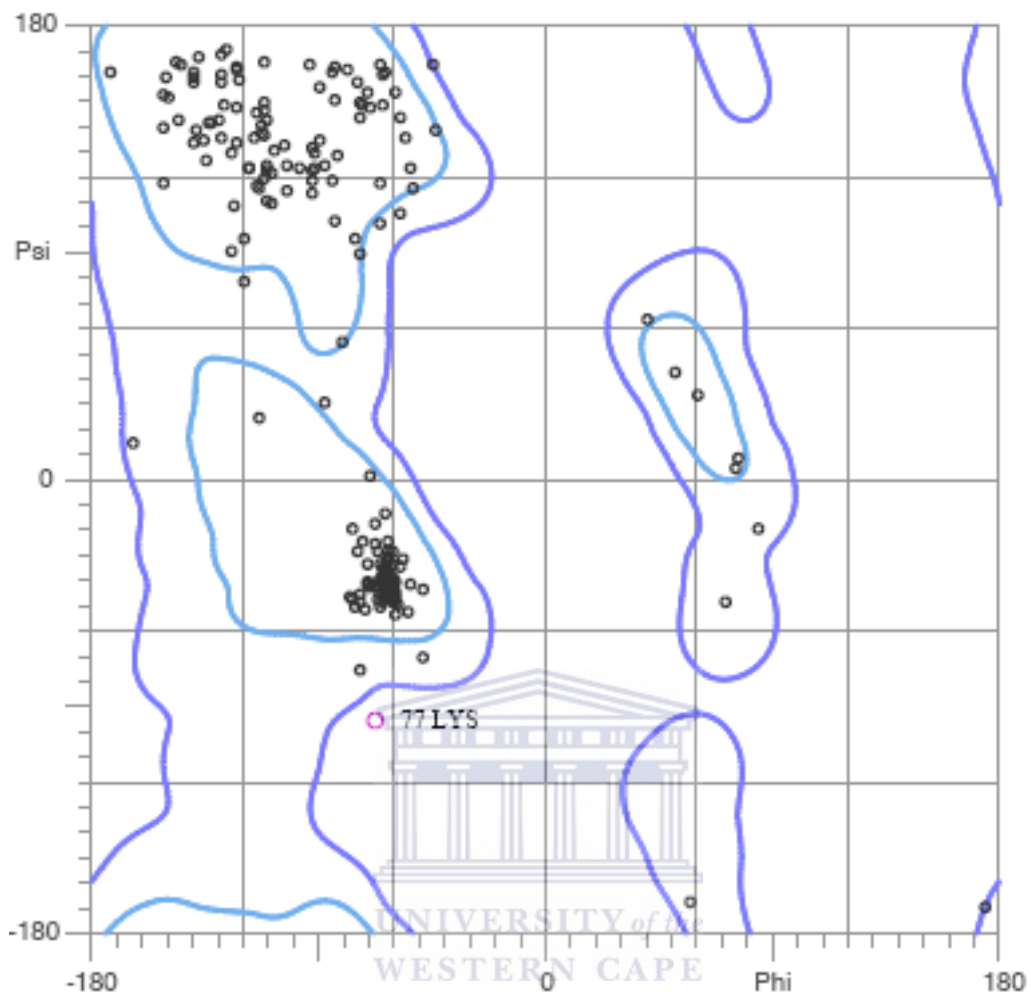 180
Psi
0
77 LYS
-180
UNIVERSITY of the
WESTERN CAPE
-180
0
Phi
180